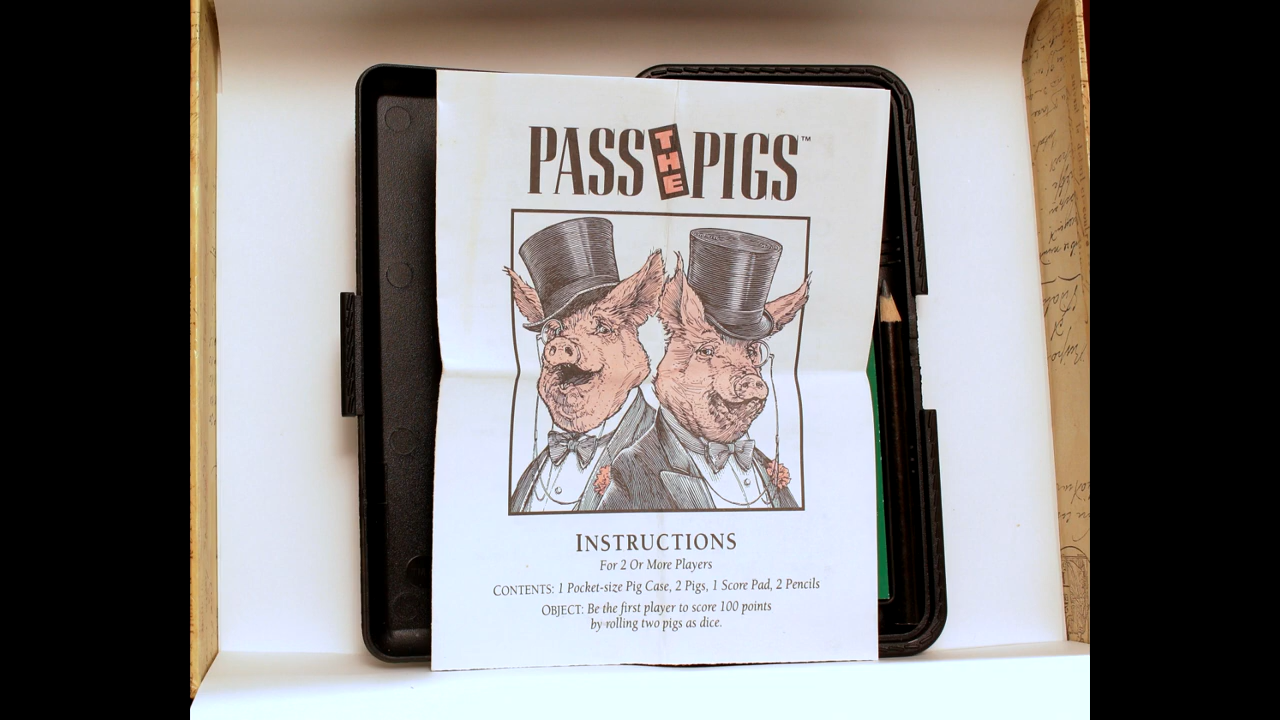 PASS THE PIGS™
INSTRUCTIONS
For 2 Or More Players
CONTENTS: 1 Pocket-size Pig Case, 2 Pigs, 1 Score Pad, 2 Pencils
OBJECT: Be the first player to score 100 points
by rolling two pigs as dice.